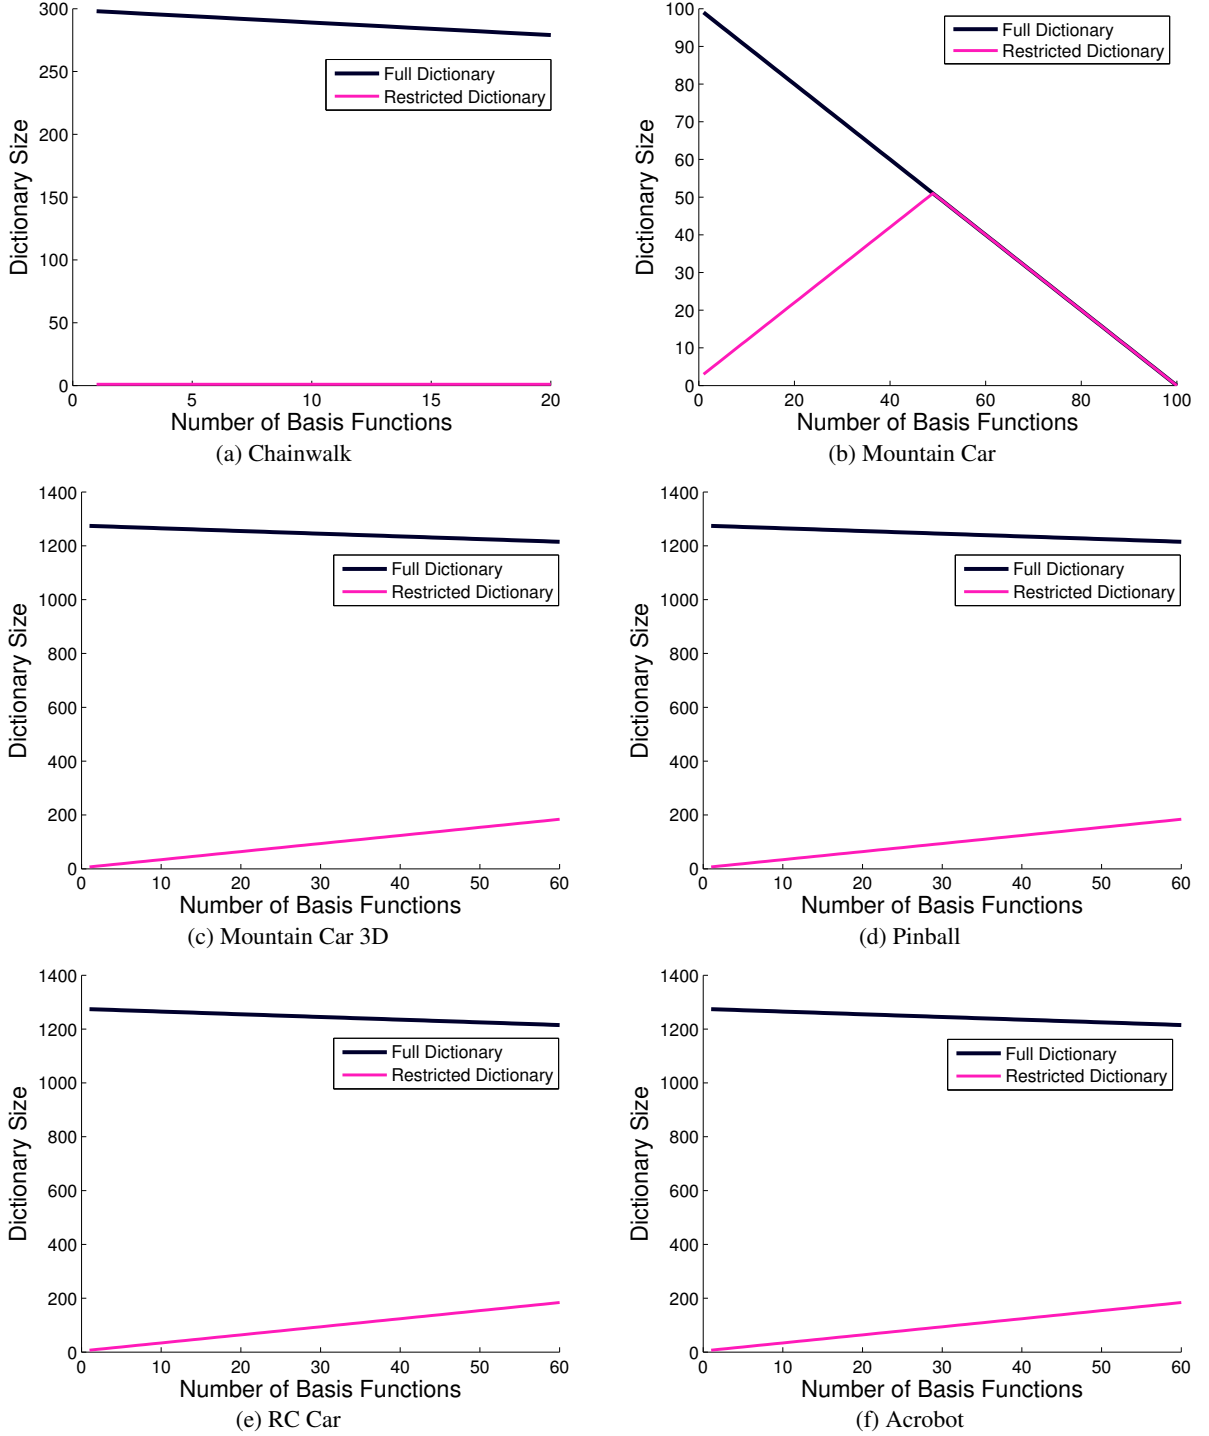 300
250
200
150
100
50
0
Dictionary Size
Full Dictionary
Restricted Dictionary
0 5 10 15 20
Number of Basis Functions
(a) Chainwalk
100
90
80
70
60
50
40
30
20
10
0
Dictionary Size
Full Dictionary
Restricted Dictionary
0 20 40 60 80 100
Number of Basis Functions
(b) Mountain Car
1400
1200
1000
800
600
400
200
0
Dictionary Size
Full Dictionary
Restricted Dictionary
0 10 20 30 40 50 60
Number of Basis Functions
(c) Mountain Car 3D
1400
1200
1000
800
600
400
200
0
Dictionary Size
Full Dictionary
Restricted Dictionary
0 10 20 30 40 50 60
Number of Basis Functions
(d) Pinball
1400
1200
1000
800
600
400
200
0
Dictionary Size
Full Dictionary
Restricted Dictionary
0 10 20 30 40 50 60
Number of Basis Functions
(e) RC Car
1400
1200
1000
800
600
400
200
0
Dictionary Size
Full Dictionary
Restricted Dictionary
0 10 20 30 40 50 60
Number of Basis Functions
(f) Acrobot